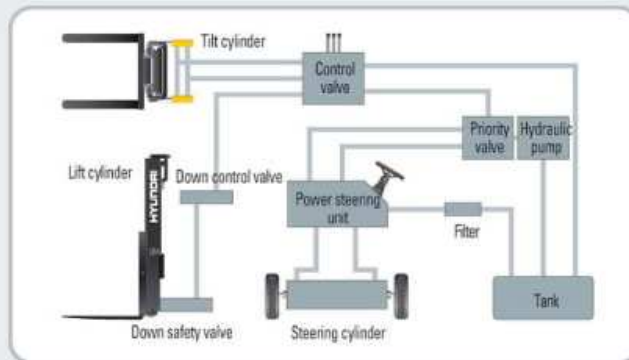 Tilt cylinder
Control
valve
Priority
valve
Hydraulic
pump
Lift cylinder
Down control valve
HYUNDAI
Power steering
unit
Filter
Tank
Down safety valve
Steering cylinder